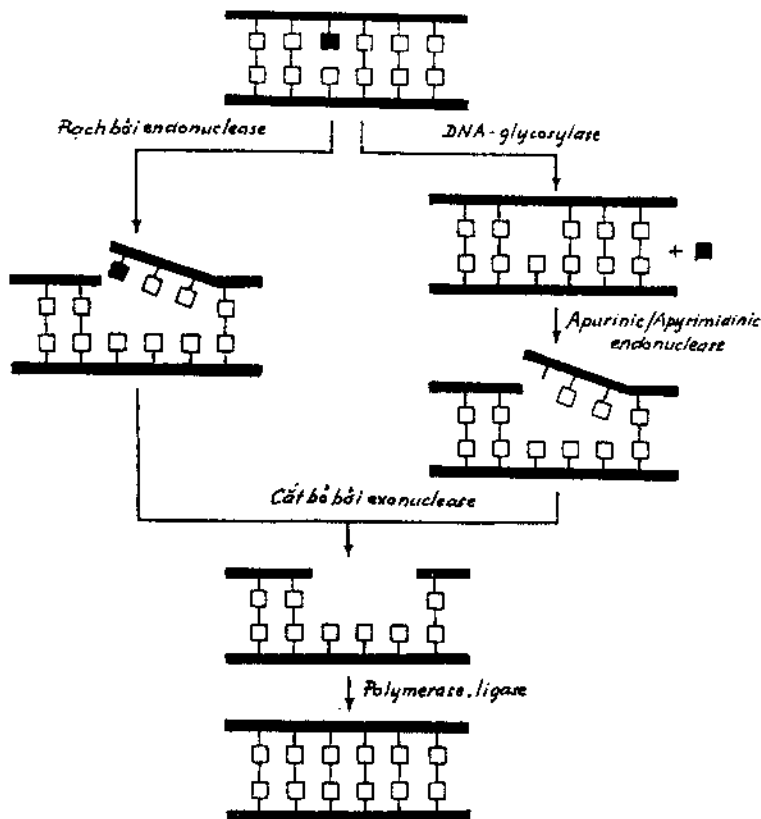 Rạch bởi endonuclease
DNA-glycosylase
+
Apurinic/Apyrimidinic
endonuclease
Cắt bỏ bởi exonuclease
Polymerase, ligase